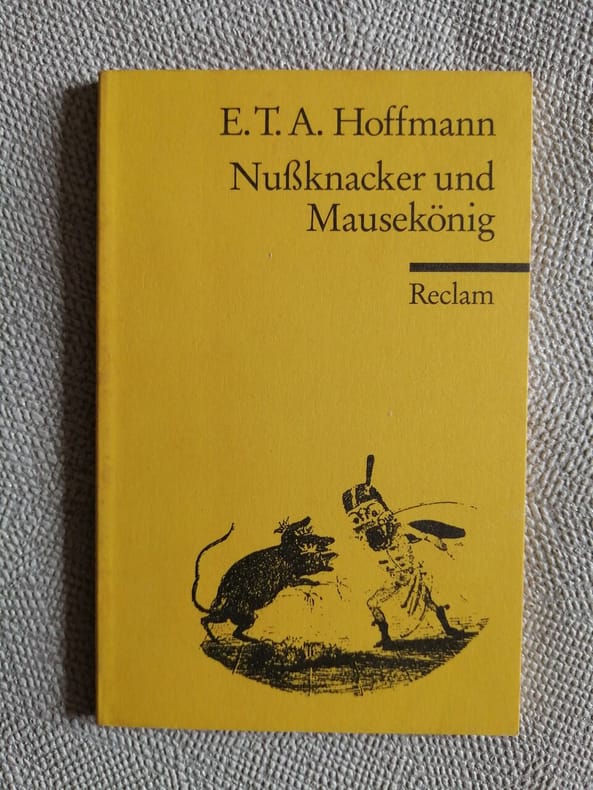 E. T. A. Hoffmann
Nußknacker und
Mausekönig
Reclam